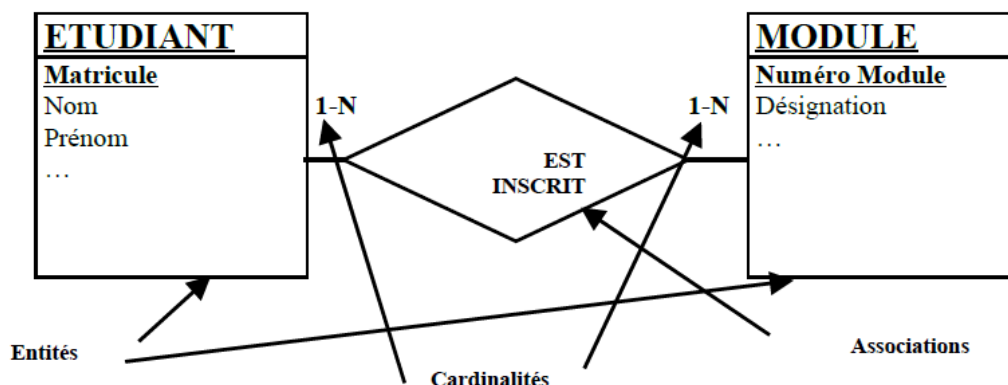 ETUDIANT
Matricule
Nom
Prénom
…
1-N
EST
INSCRIT
1-N
MODULE
Numéro Module
Désignation
…
Entités
Cardinalités
Associations